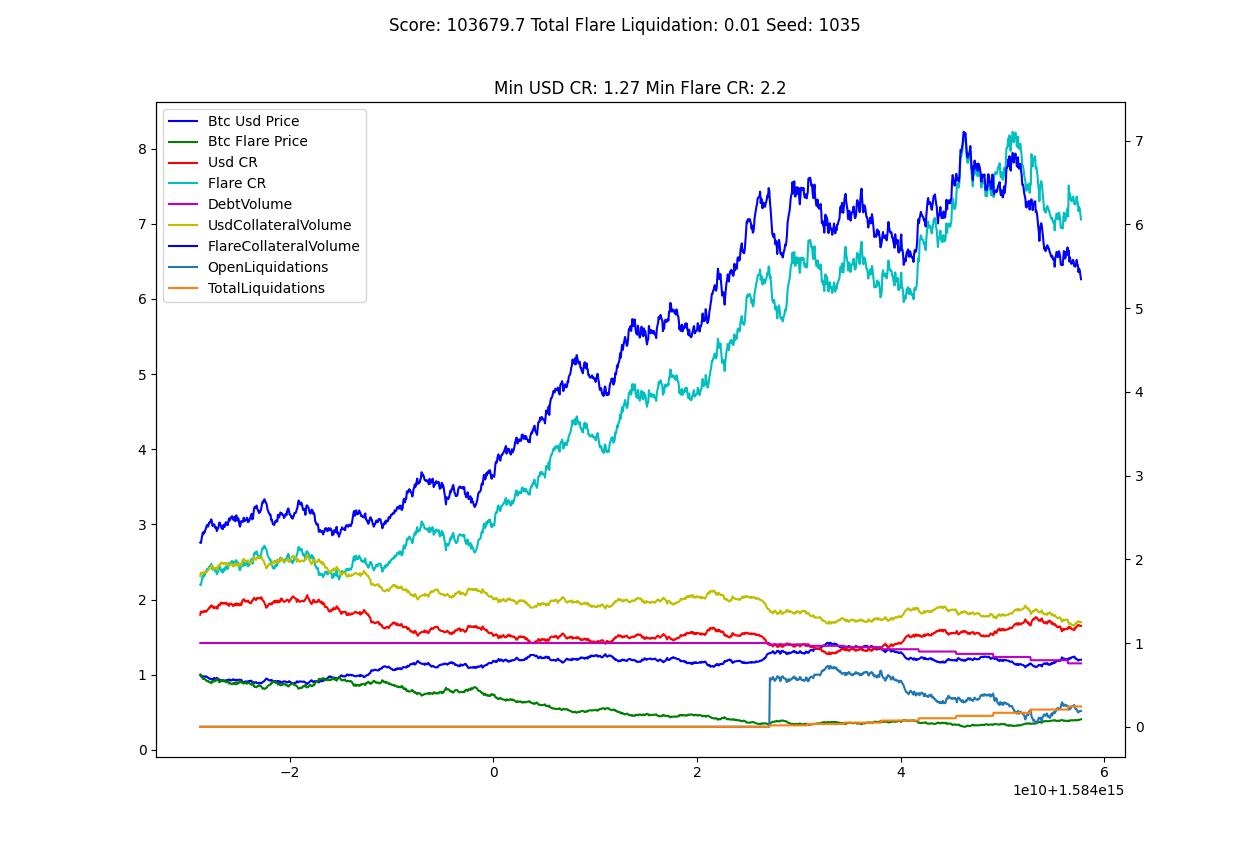 Score: 103679.7 Total Flare Liquidation: 0.01 Seed: 1035
Min USD CR: 1.27 Min Flare CR: 2.2
Btc Usd Price
Btc Flare Price
Usd CR
Flare CR
DebtVolume
UsdCollateralVolume
FlareCollateralVolume
OpenLiquidations
TotalLiquidations
8
7
6
5
4
3
2
1
0
7
6
5
4
3
2
1
0
−2
0
2
4
6
1e10+1.584e15